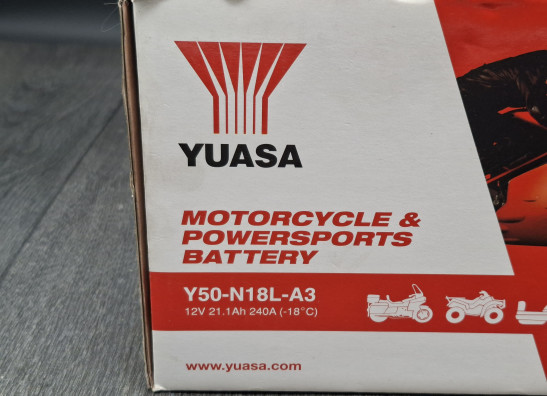 YUASA
MOTORCYCLE &
POWERSPORTS
BATTERY
Y50-N18L-A3
12V 21.1Ah 240A (-18°C)
www.yuasa.com